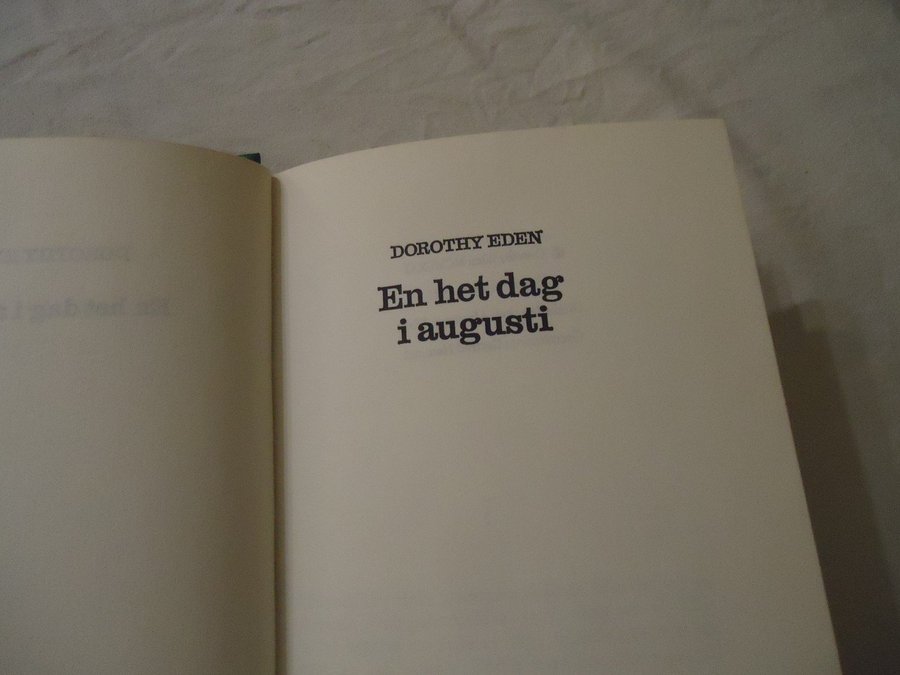 DOROTHY EDEN
En het dag
i augusti